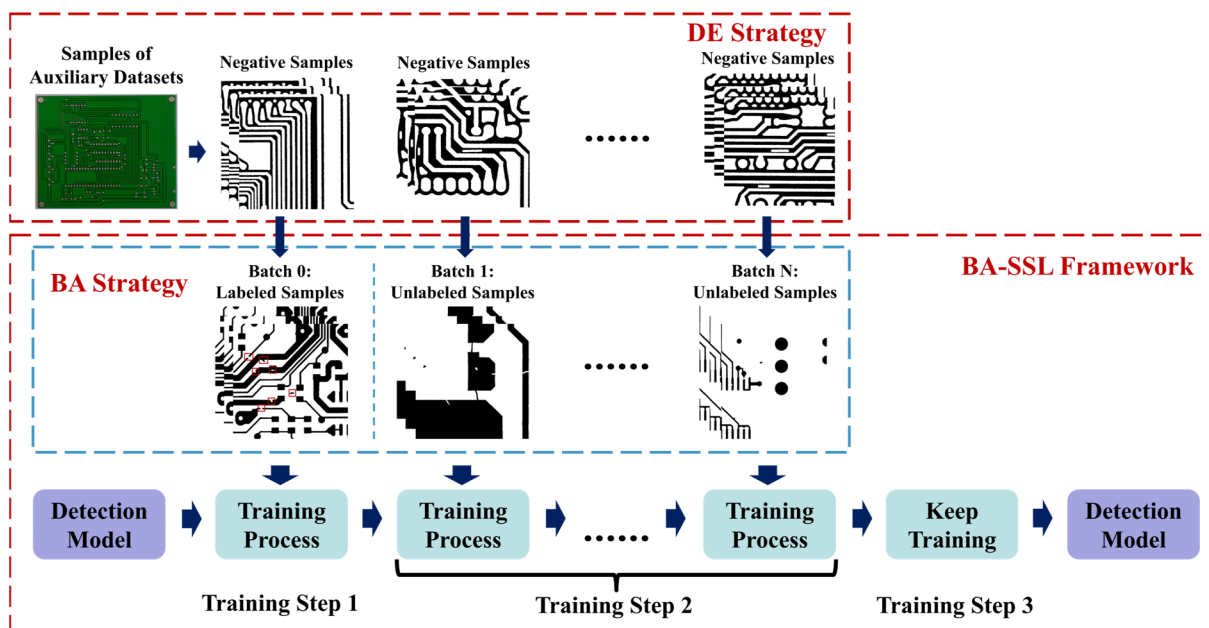 DE Strategy
Samples of
Auxiliary Datasets
Negative Samples
Negative Samples
......
Negative Samples
BA-SSL Framework
BA Strategy
Batch 0:
Labeled Samples
Batch 1:
Unlabeled Samples
......
Batch N:
Unlabeled Samples
Detection
Model
Training
Process
Training
Process
......
Training
Process
Keep
Training
Detection
Model
Training Step 1
Training Step 2
Training Step 3